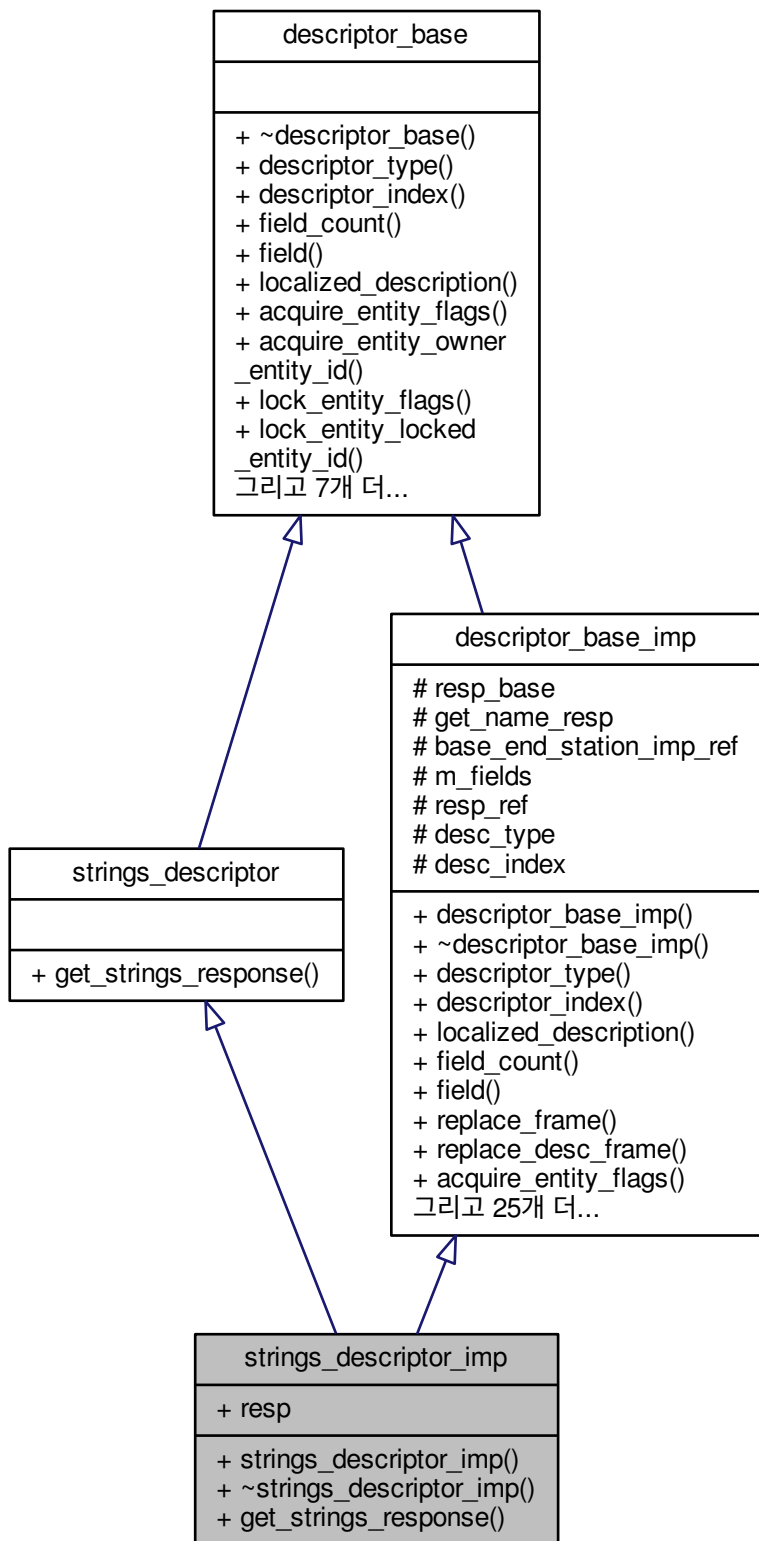 descriptor_base
+ ~descriptor_base()
+ descriptor_type()
+ descriptor_index()
+ field_count()
+ field()
+ localized_description()
+ acquire_entity_flags()
+ acquire_entity_owner
_entity_id()
+ lock_entity_flags()
+ lock_entity_locked
_entity_id()
그리고 7개 더...
descriptor_base_imp
# resp_base
# get_name_resp
# base_end_station_imp_ref
# m_fields
# resp_ref
# desc_type
# desc_index
+ descriptor_base_imp()
+ ~descriptor_base_imp()
+ descriptor_type()
+ descriptor_index()
+ localized_description()
+ field_count()
+ field()
+ replace_frame()
+ replace_desc_frame()
+ acquire_entity_flags()
그리고 25개 더...
strings_descriptor
+ get_strings_response()
strings_descriptor_imp
+ resp
+ strings_descriptor_imp()
+ ~strings_descriptor_imp()
+ get_strings_response()